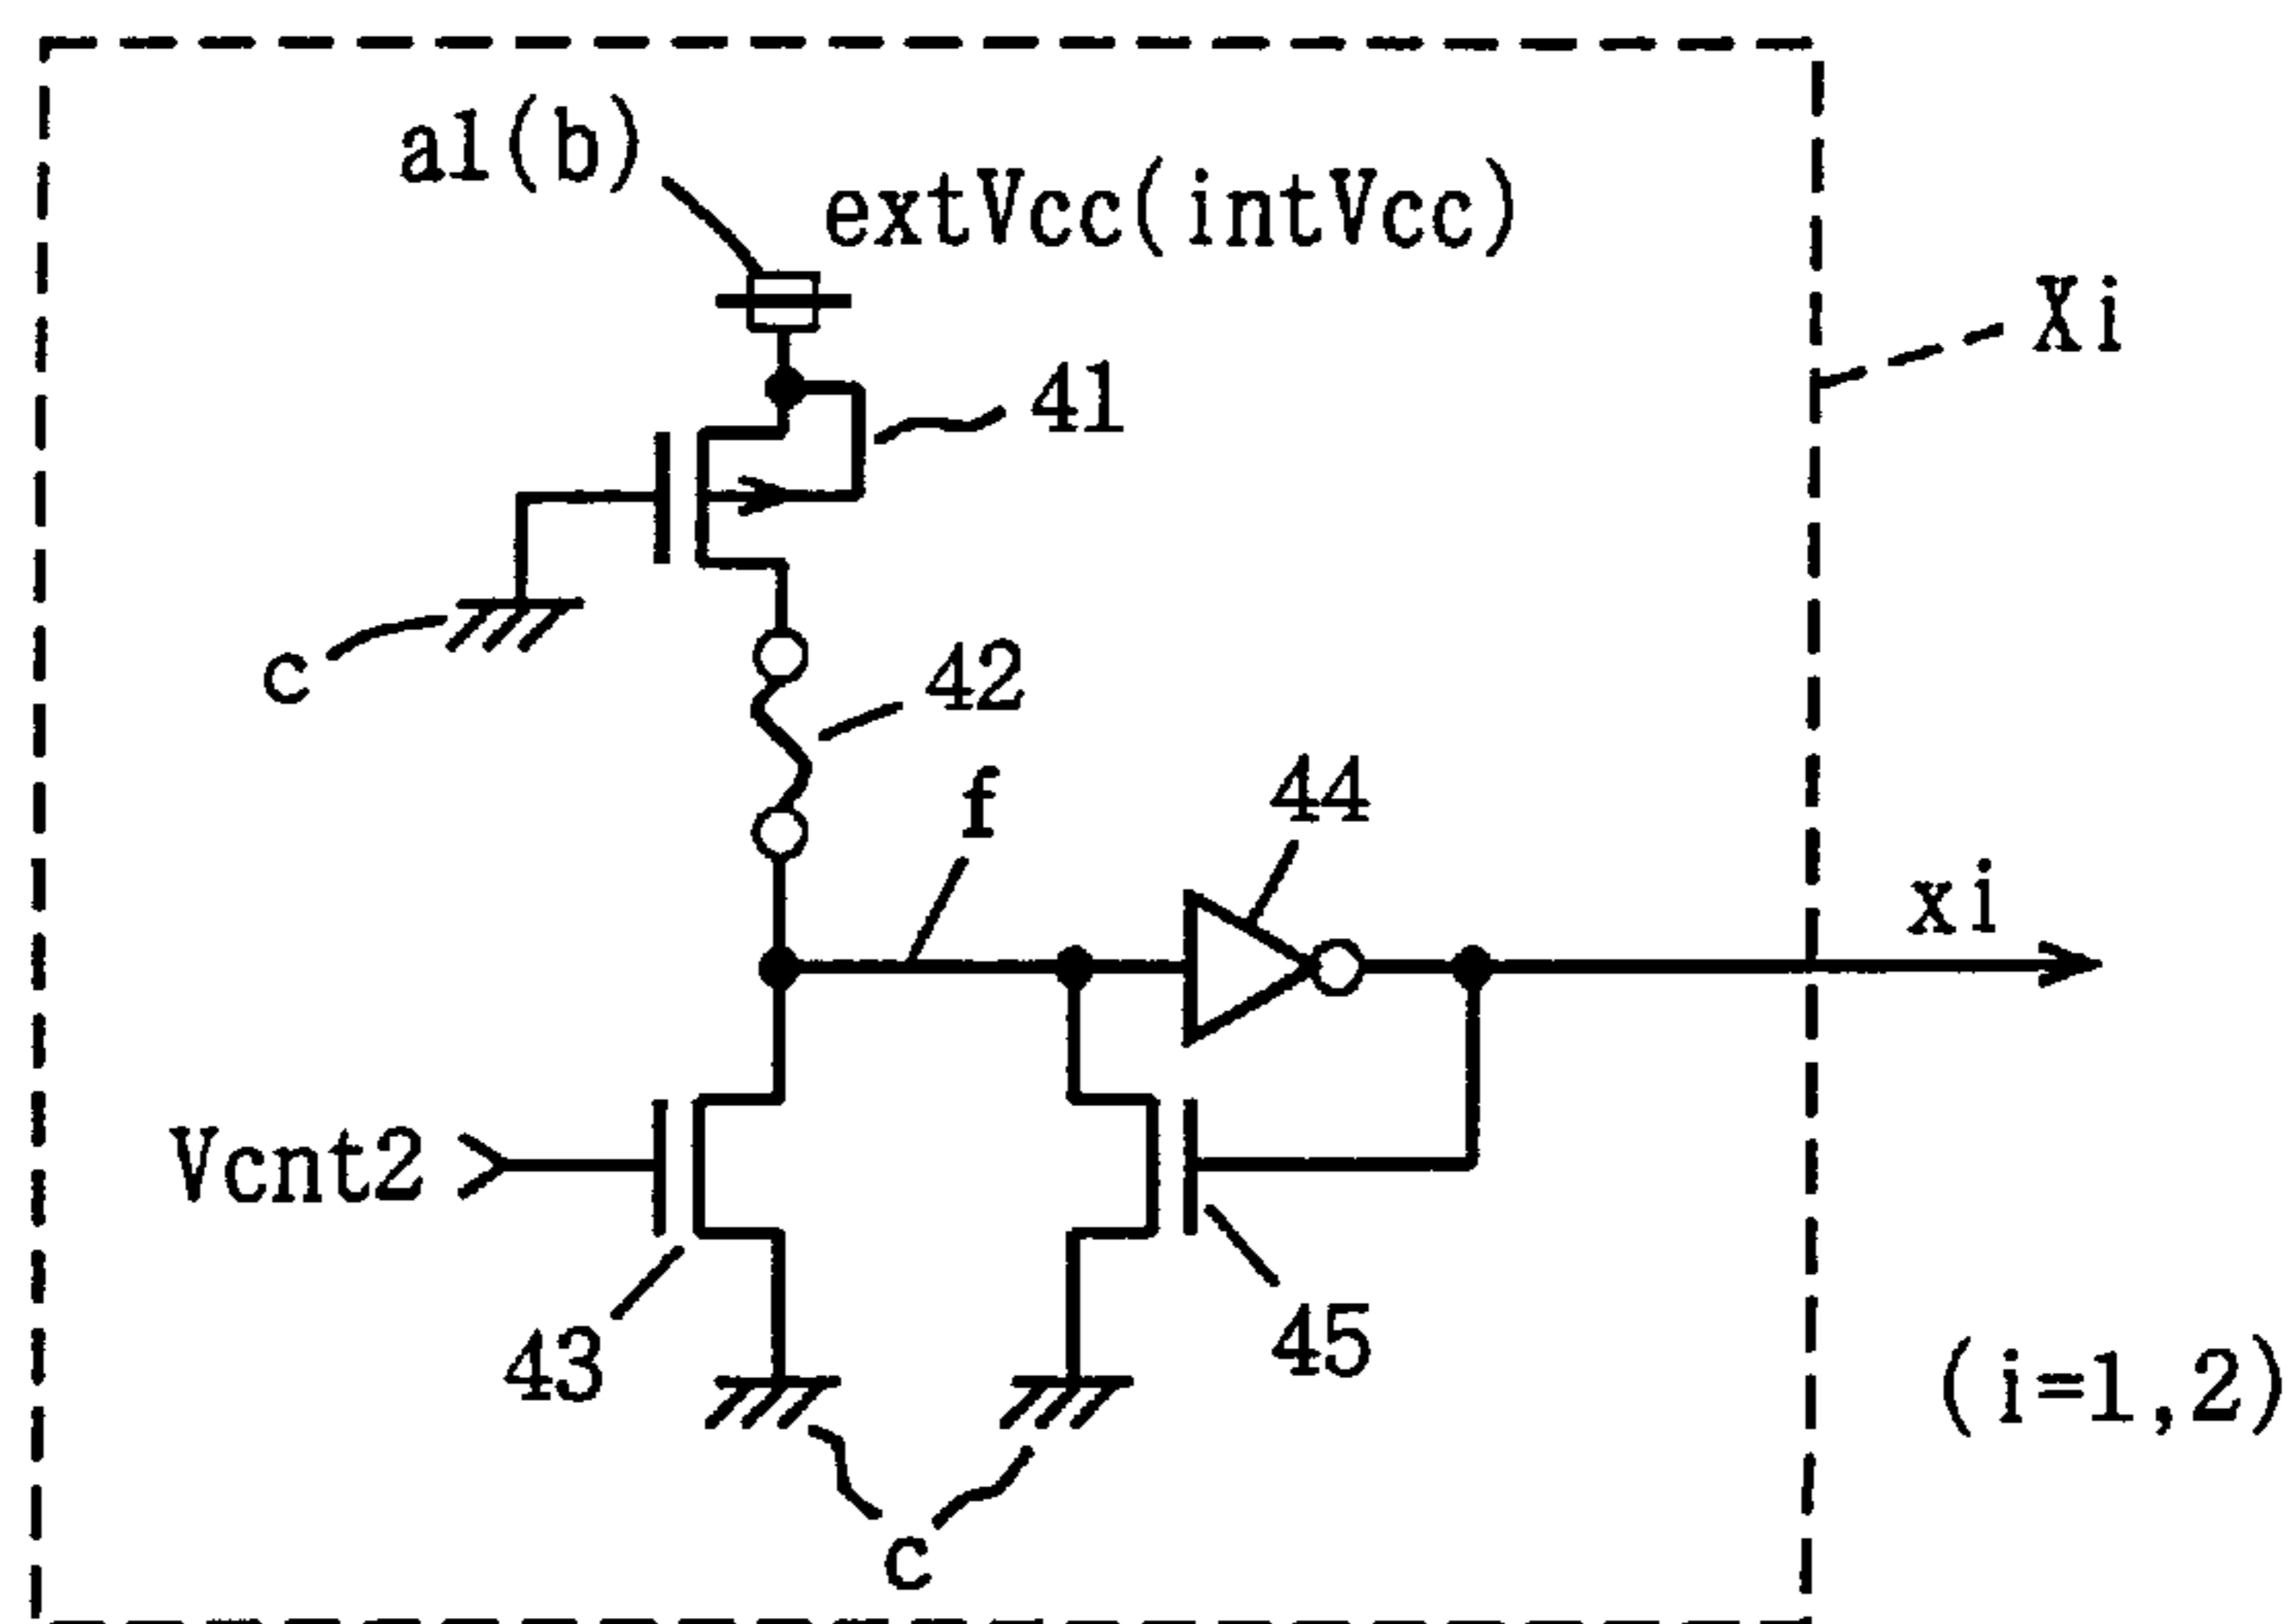 a1(b)
extVcc(intVcc)
Xi
41
c
42
f
44
xi
Vcnt2
43
45
(i=1,2)
c